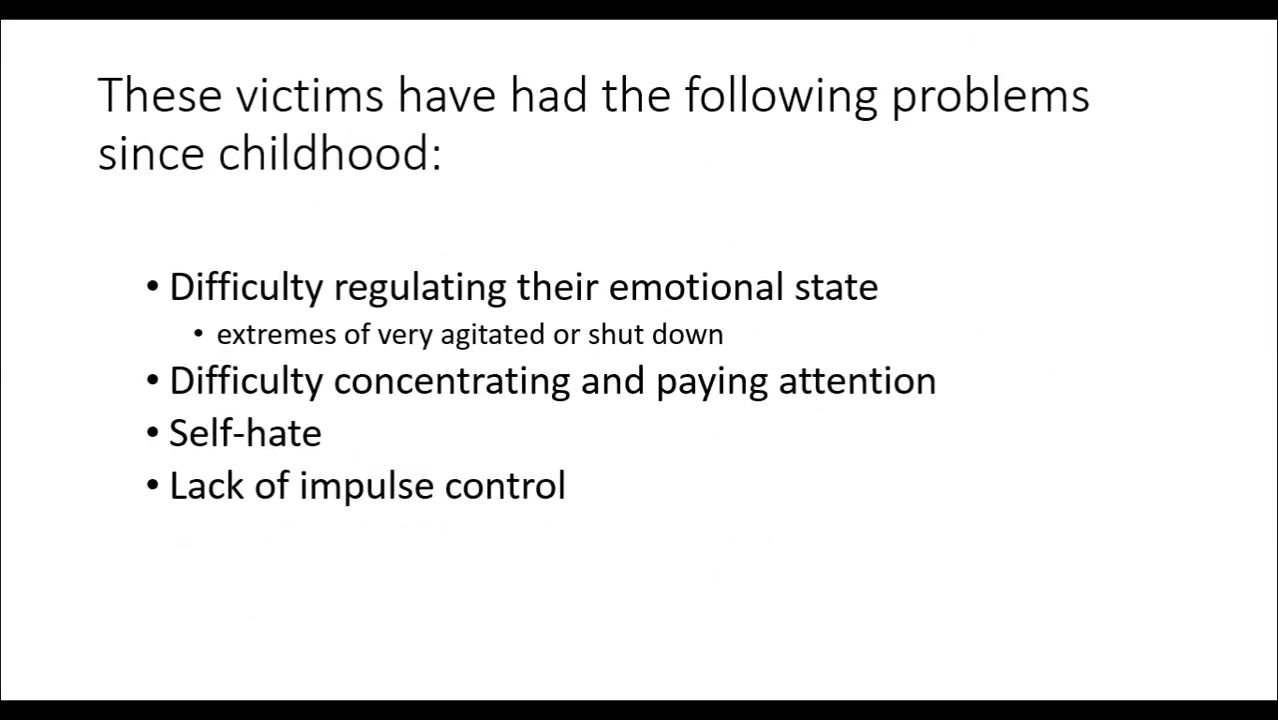 These victims have had the following problems
since childhood:
• Difficulty regulating their emotional state
• extremes of very agitated or shut down
• Difficulty concentrating and paying attention
• Self-hate
• Lack of impulse control